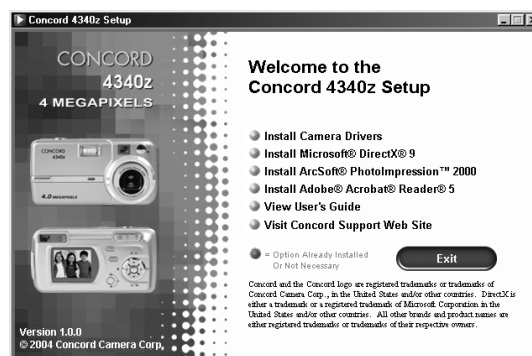 Concord 4340z Setup
CONCORD
4340z
4 MEGAPIXELS
CONCORD
4340z
4.0 MEGAPIXELS
Version 1.0.0
© 2004 Concord Camera Corp.
Welcome to the
Concord 4340z Setup
Install Camera Drivers
Install Microsoft® DirectX® 9
Install ArcSoft® PhotoImpression™ 2000
Install Adobe® Acrobat® Reader® 5
View User's Guide
Visit Concord Support Web Site
= Option Already Installed
Or Not Necessary
Exit
Concord and the Concord logo are registered trademarks or trademarks of
Concord Camera Corp., in the United States and/or other countries. DirectX is
either a trademark or a registered trademark of Microsoft Corporation in the
United States and/or other countries. All other brands and product names are
either registered trademarks or trademarks of their respective owners.